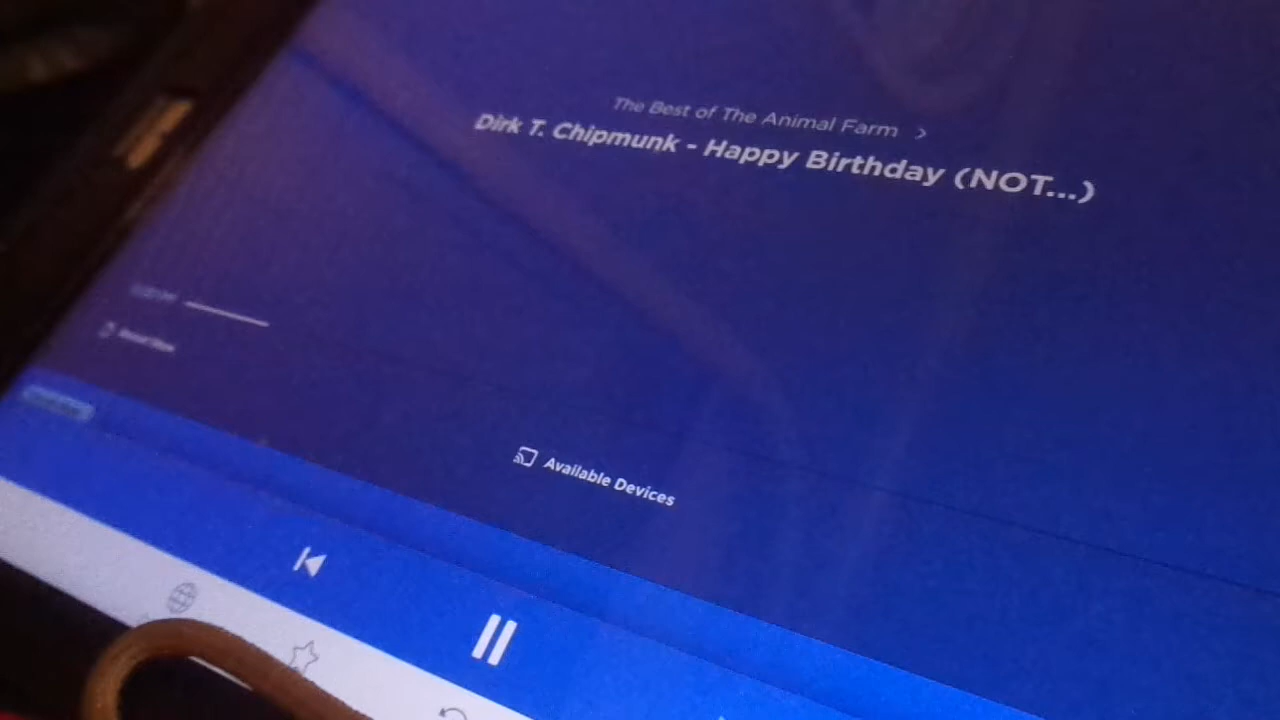 The Best of The Animal Farm >
Dirk T. Chipmunk - Happy Birthday (NOT...)
Available Devices